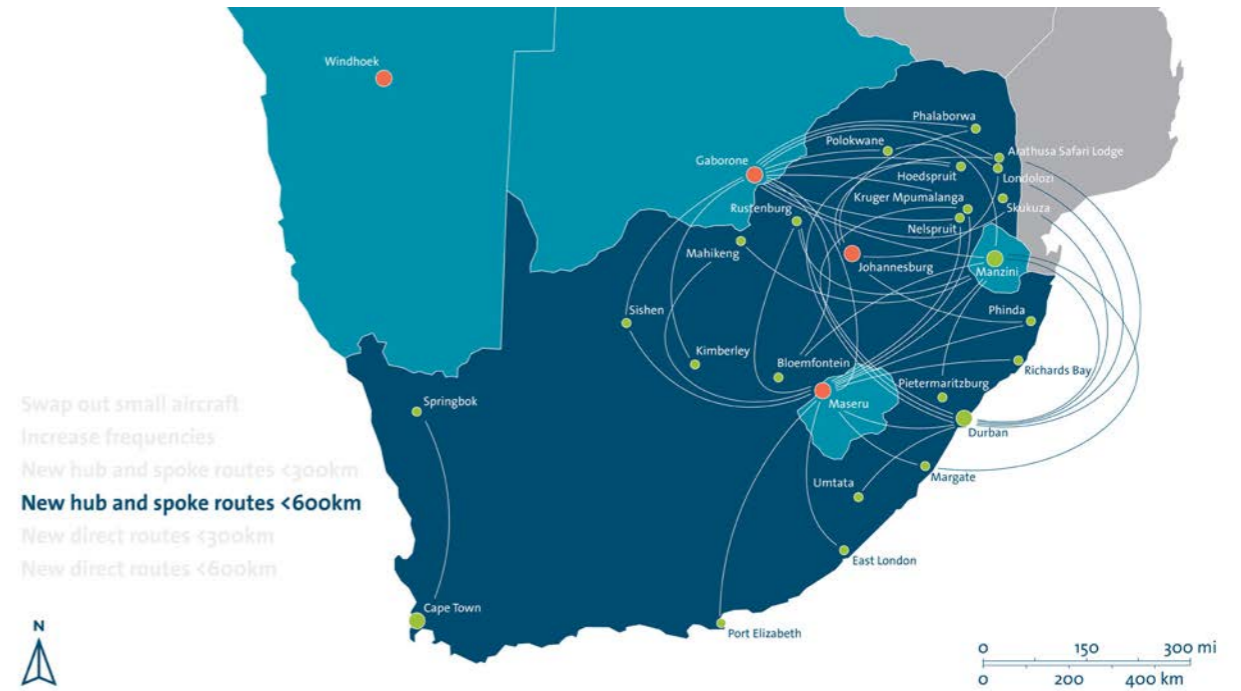 Windhoek
Phalaborwa
Polokwane
Arathusa Safari Lodge
Gaborone
Hoedspruit
Londolozi
Kruger Mpumalanga
Rustenburg
Skukuza
Nelspruit
Mahikeng
Johannesburg
Manzini
Sishen
Phinda
Kimberley
Bloemfontein
Richards Bay
Pietermaritzburg
Springbok
Maseru
Durban
Swap out small aircraft
Increase frequencies
New hub and spoke routes <300km
New hub and spoke routes <600km
New direct routes <300km
New direct routes <600km
Margate
Umtata
East London
Cape Town
Port Elizabeth
N
0 150 300 mi
0 200 400 km